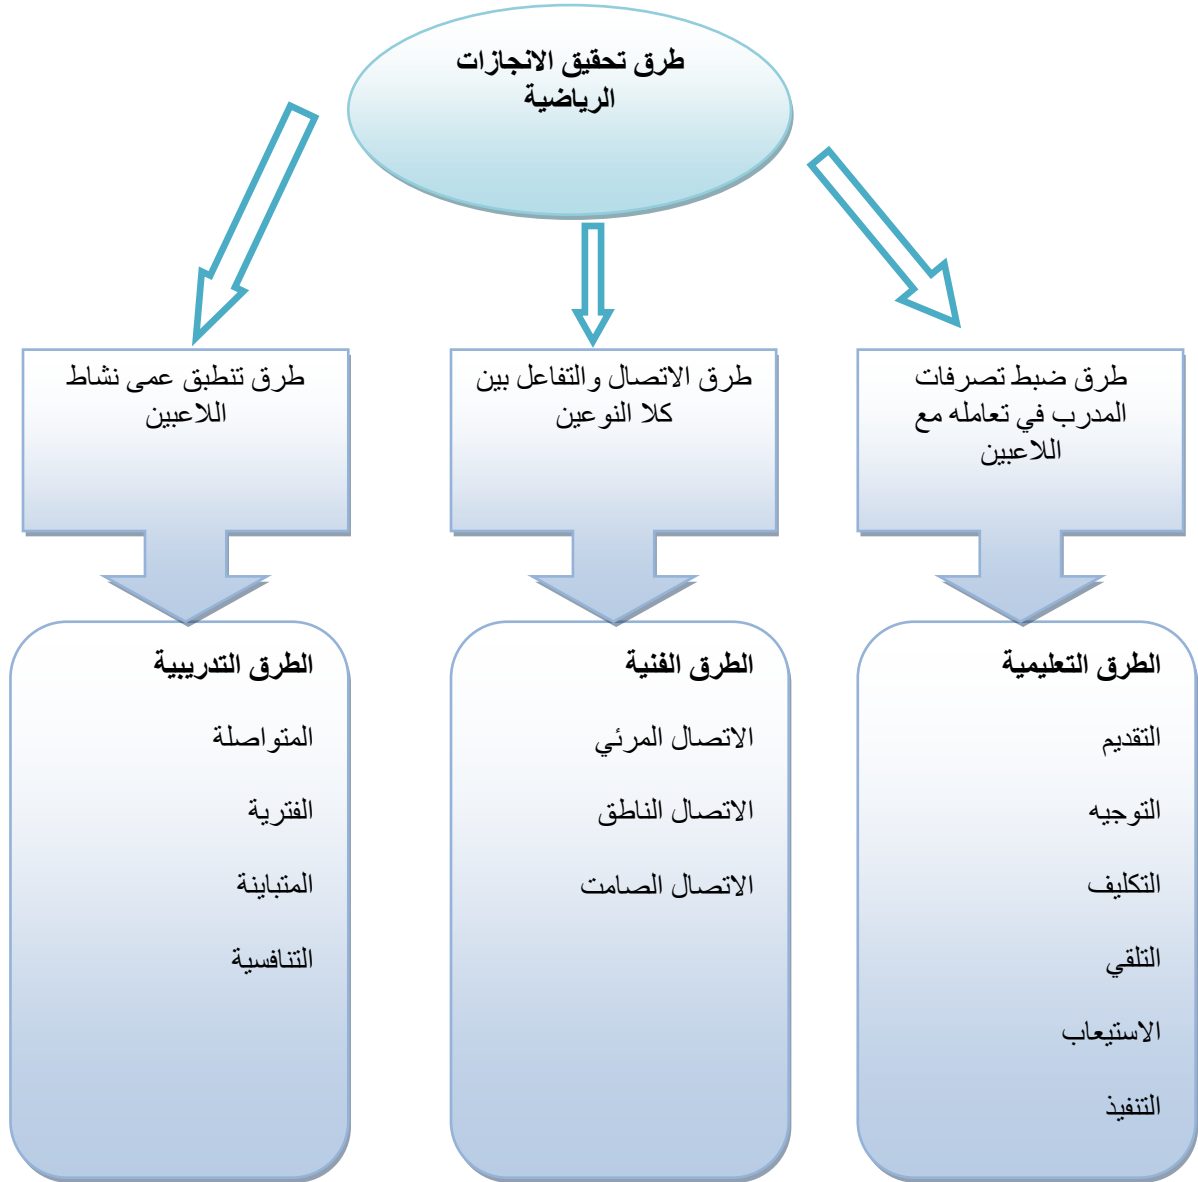 طرق تحقيق الانجازات
الرياضية
طرق ضبط تصرفات
المدرب في تعامله مع
اللاعبين
طرق الاتصال والتفاعل بين
كلا النوعين
طرق تنطبق عمى نشاط
اللاعبين
الطرق التعليمية
التقديم
التوجيه
التكليف
التلقي
الاستيعاب
التنفيذ
الطرق الفنية
الاتصال المرئي
الاتصال الناطق
الاتصال الصامت
الطرق التدريبية
المتواصلة
الفترية
المتباينة
التنافسية